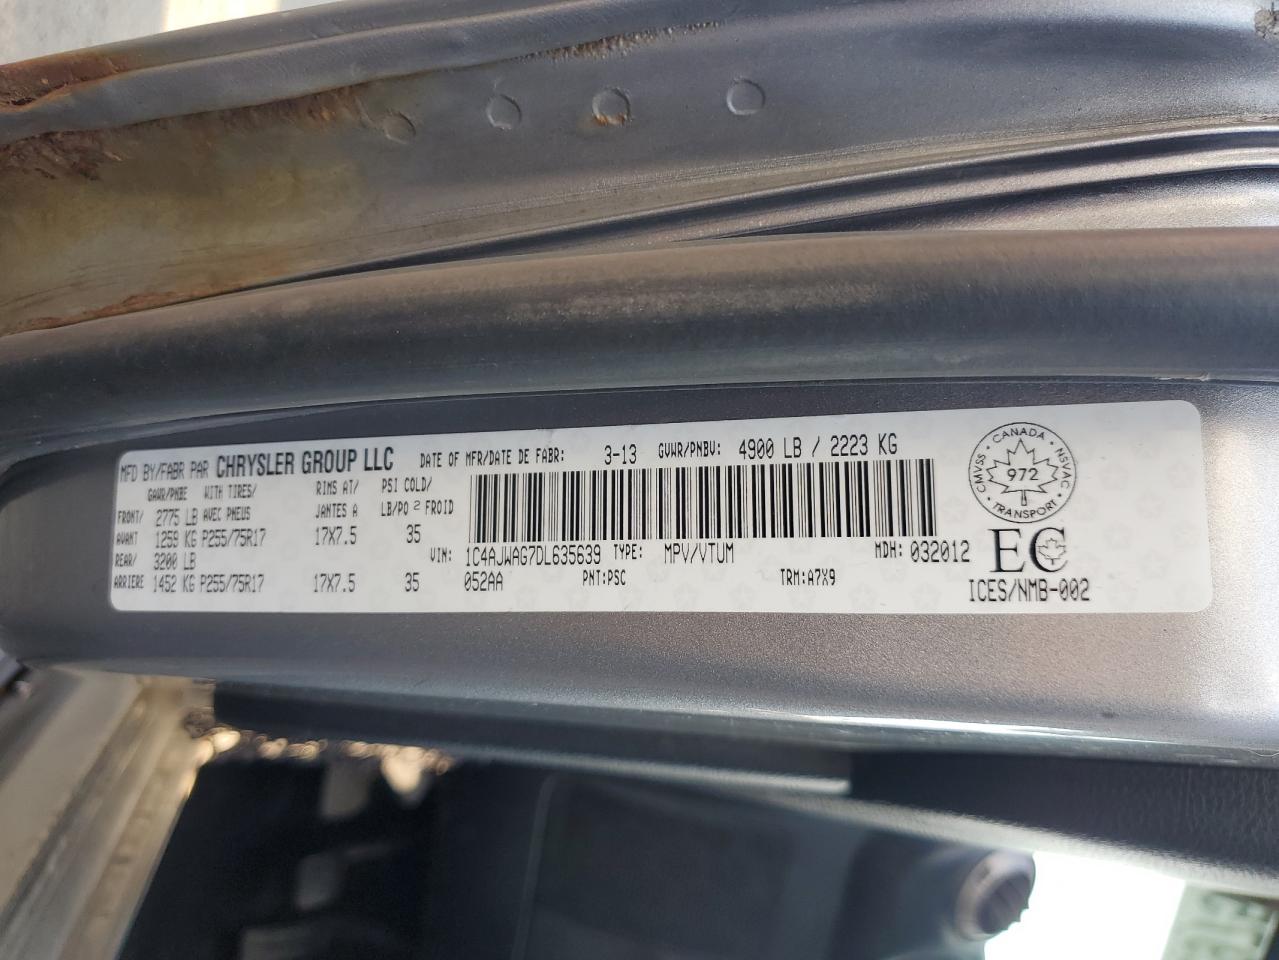 MFD BY/FABR PAR CHRYSLER GROUP LLC DATE OF MFR/DATE DE FABR: 3-13 GVWR/PNBV: 4900 LB / 2223 KG
GAWR/PNBE WITH TIRES/ RIMS AT/ PSI COLD/
FRONT/ 2775 LB AVEC PNEUS JANTES A LB/PO 2 FROID
AVANT 1259 KG P255/75R17 17X7.5 35
REAR/ 3200 LB
ARRIERE 1452 KG P255/75R17 17X7.5 35
VIN: 1C4AJWAG7DL635639 TYPE: MPV/VTUM MDH: 032012
052AA PNT:PSC TRM:A7X9
CANADA
CMVSS 972 NSVAC
TRANSPORT
EC
ICES/NMB-002